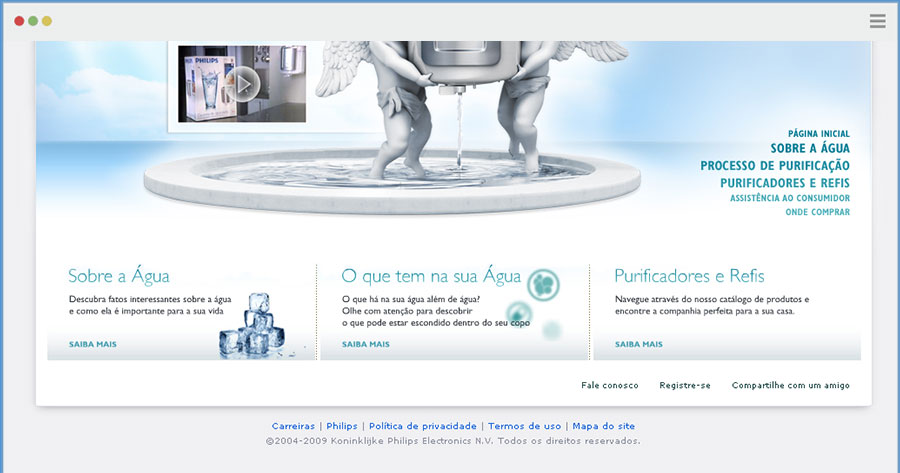 PHILIPS
PÁGINA INICIAL
SOBRE A ÁGUA
PROCESSO DE PURIFICAÇÃO
PURIFICADORES E REFIS
ASSISTÊNCIA AO CONSUMIDOR
ONDE COMPRAR
Sobre a Água
Descubra fatos interessantes sobre a água
e como ela é importante para a sua vida
SAIBA MAIS
O que tem na sua Água
O que há na sua água além de água?
Olhe com atenção para descobrir
o que pode estar escondido dentro do seu copo
SAIBA MAIS
Purificadores e Refis
Navegue através do nosso catálogo de produtos e
encontre a companhia perfeita para a sua casa.
SAIBA MAIS
Fale conosco Registre-se Compartilhe com um amigo
Carreiras | Philips | Política de privacidade | Termos de uso | Mapa do site
©2004-2009 Koninklijke Philips Electronics N.V. Todos os direitos reservados.